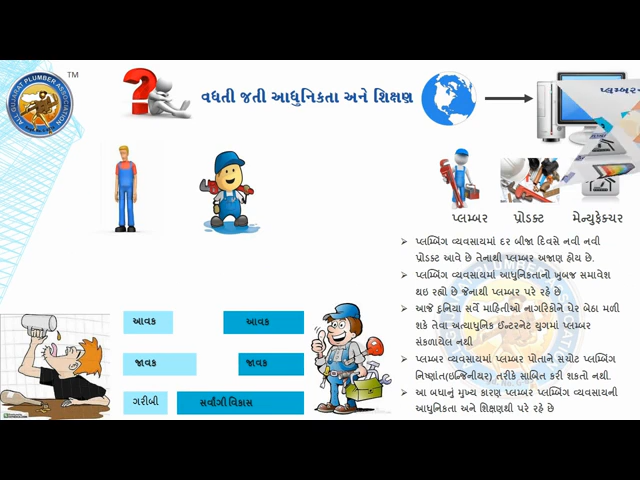 ALL GUJARAT PLUMBER ASSOCIATION
TM
વધતી જતી આધુનિકતા અને શિક્ષણ
પ્લમ્બર
પ્રોડક્ટ
મેન્યુફેક્ચર
પ્લમ્બિંગ વ્યવસાયમાં દર બીજા દિવસે નવી નવી
પ્રોડક્ટ આવે છે તેનાથી પ્લમ્બર અજાણ હોય છે.
પ્લમ્બિંગ વ્યવસાયમાં આધુનિકતાનો ખુબજ સમાવેશ
થઇ રહ્યો છે જેનાથી પ્લમ્બર પરે રહે છે
આજે દુનિયા સર્વે માહિતીઓ નાગરિકોને ઘેર બેઠા મળી
શકે તેવા અત્યાધુનિક ઈન્ટરનેટ યુગમાં પ્લમ્બર
સંકળાયેલ નથી
પ્લમ્બર વ્યવસાયમાં પ્લમ્બર પોતાને સચોટ પ્લમ્બિંગ
નિષ્ણાંત(ઇન્જિનીયર) તરીકે સાબિત કરી શકતો નથી.
આ બધાનું મુખ્ય કારણ પ્લમ્બર પ્લમ્બિંગ વ્યવસાયની
આધુનિકતા અને શિક્ષણથી પરે રહે છે
આવક
આવક
જાવક
જાવક
ગરીબી
સર્વાંગી વિકાસ